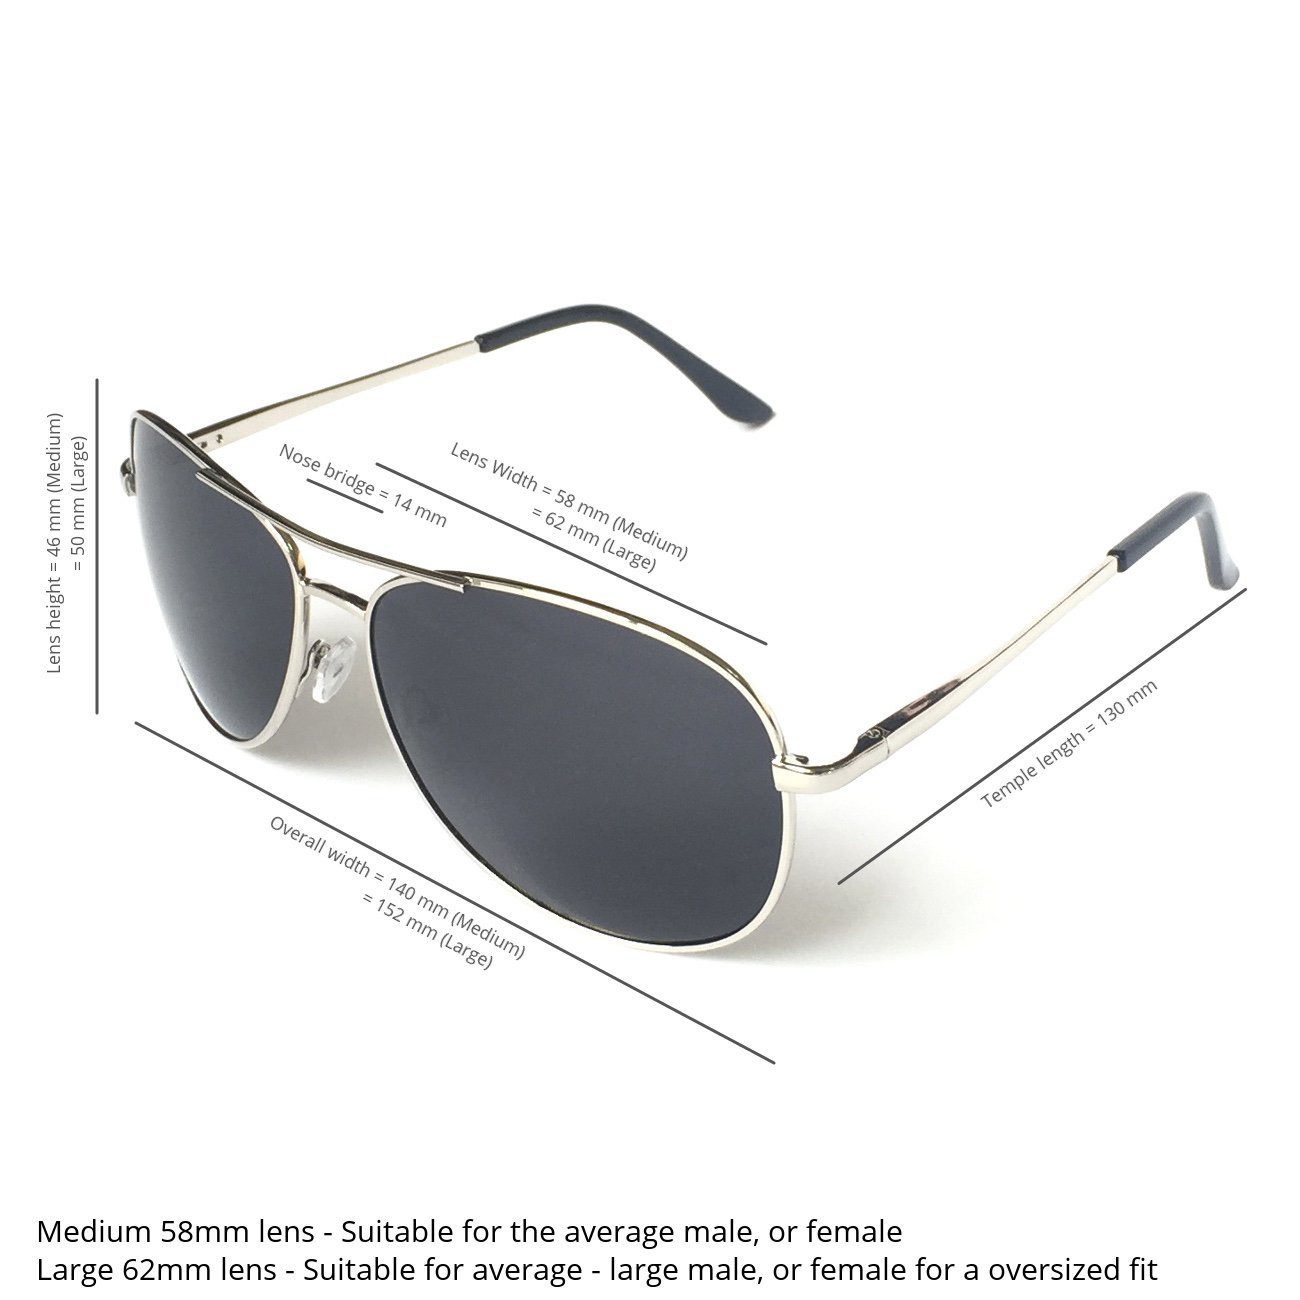 Lens height = 46 mm (Medium)
= 50 mm (Large)
Nose bridge = 14 mm
Lens Width = 58 mm (Medium)
= 62 mm (Large)
Temple length = 130 mm
Overall width = 140 mm (Medium)
= 152 mm (Large)
Medium 58mm lens - Suitable for the average male, or female
Large 62mm lens - Suitable for average - large male, or female for a oversized fit